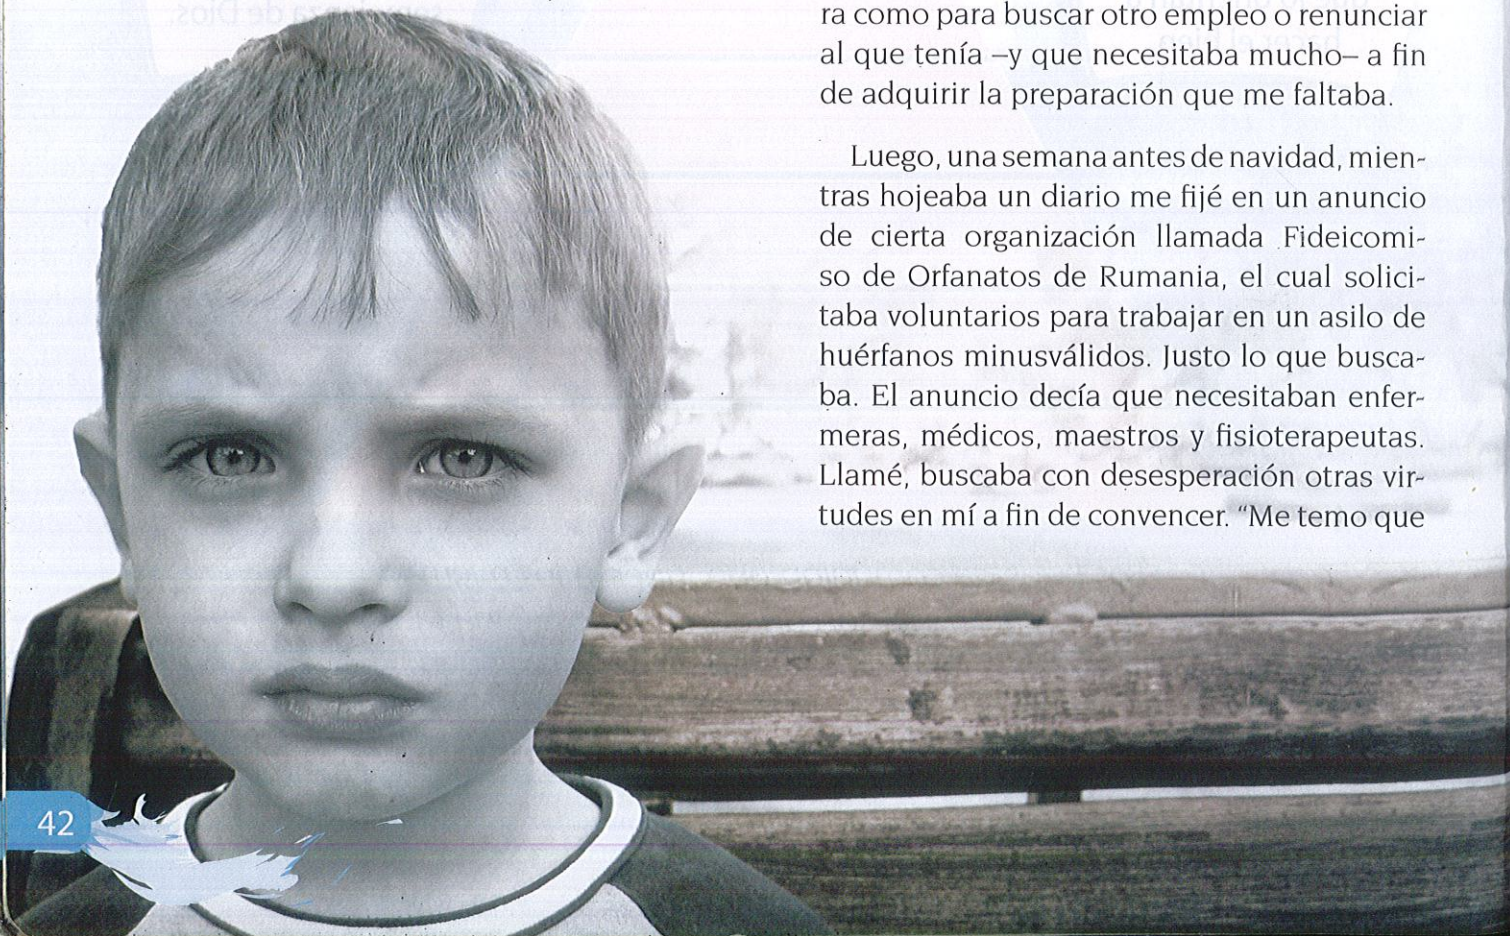 ra como para buscar otro empleo o renunciar
al que tenía –y que necesitaba mucho– a fin
de adquirir la preparación que me faltaba.
Luego, una semana antes de navidad, mien-
tras hojeaba un diario me fijé en un anuncio
de cierta organización llamada Fideicomi-
so de Orfanatos de Rumania, el cual solici-
taba voluntarios para trabajar en un asilo de
huérfanos minusválidos. Justo lo que busca-
ba. El anuncio decía que necesitaban enfer-
meras, médicos, maestros y fisioterapeutas.
Llamé, buscaba con desesperación otras vir-
tudes en mí a fin de convencer. “Me temo que
42